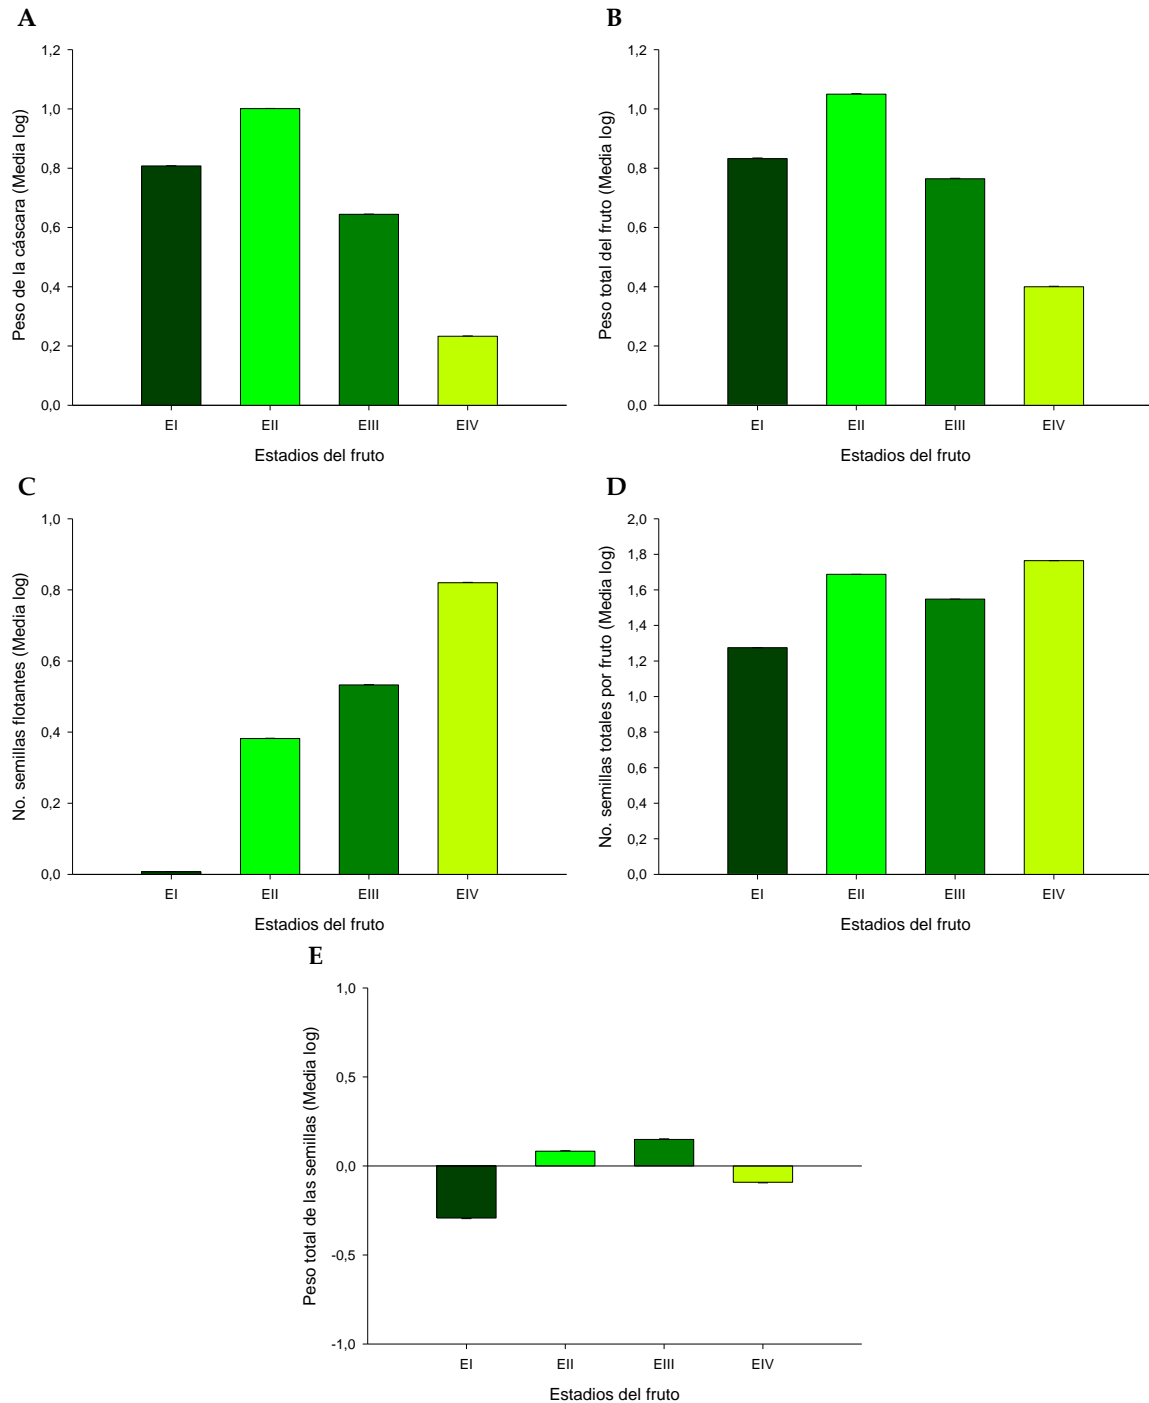 A
Peso de la cáscara (Media log)
1,2
1,0
0,8
0,6
0,4
0,2
0,0
EI EII EIII EIV
Estadios del fruto
B
Peso total del fruto (Media log)
1,2
1,0
0,8
0,6
0,4
0,2
0,0
EI EII EIII EIV
Estadios del fruto
C
No. semillas flotantes (Media log)
1,0
0,8
0,6
0,4
0,2
0,0
EI EII EIII EIV
Estadios del fruto
D
No. semillas totales por fruto (Media log)
2,0
1,8
1,6
1,4
1,2
1,0
0,8
0,6
0,4
0,2
0,0
EI EII EIII EIV
Estadios del fruto
E
Peso total de las semillas (Media log)
1,0
0,5
0,0
-0,5
-1,0
EI EII EIII EIV
Estadios del fruto